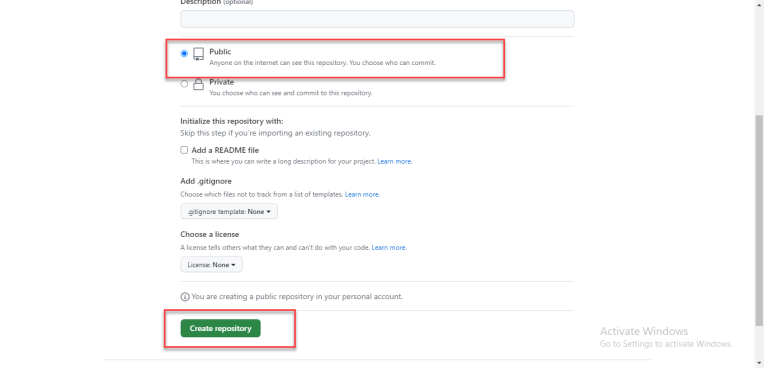 Description (optional)
Public
Anyone on the internet can see this repository. You choose who can commit.
Private
You choose who can see and commit to this repository.
Initialize this repository with:
Skip this step if you're importing an existing repository.
Add a README file
This is where you can write a long description for your project. Learn more.
Add .gitignore
Choose which files not to track from a list of templates. Learn more.
.gitignore template: None
Choose a license
A license tells others what they can and can't do with your code. Learn more.
License: None
You are creating a public repository in your personal account.
Create repository
Activate Windows
Go to Settings to activate Windows.